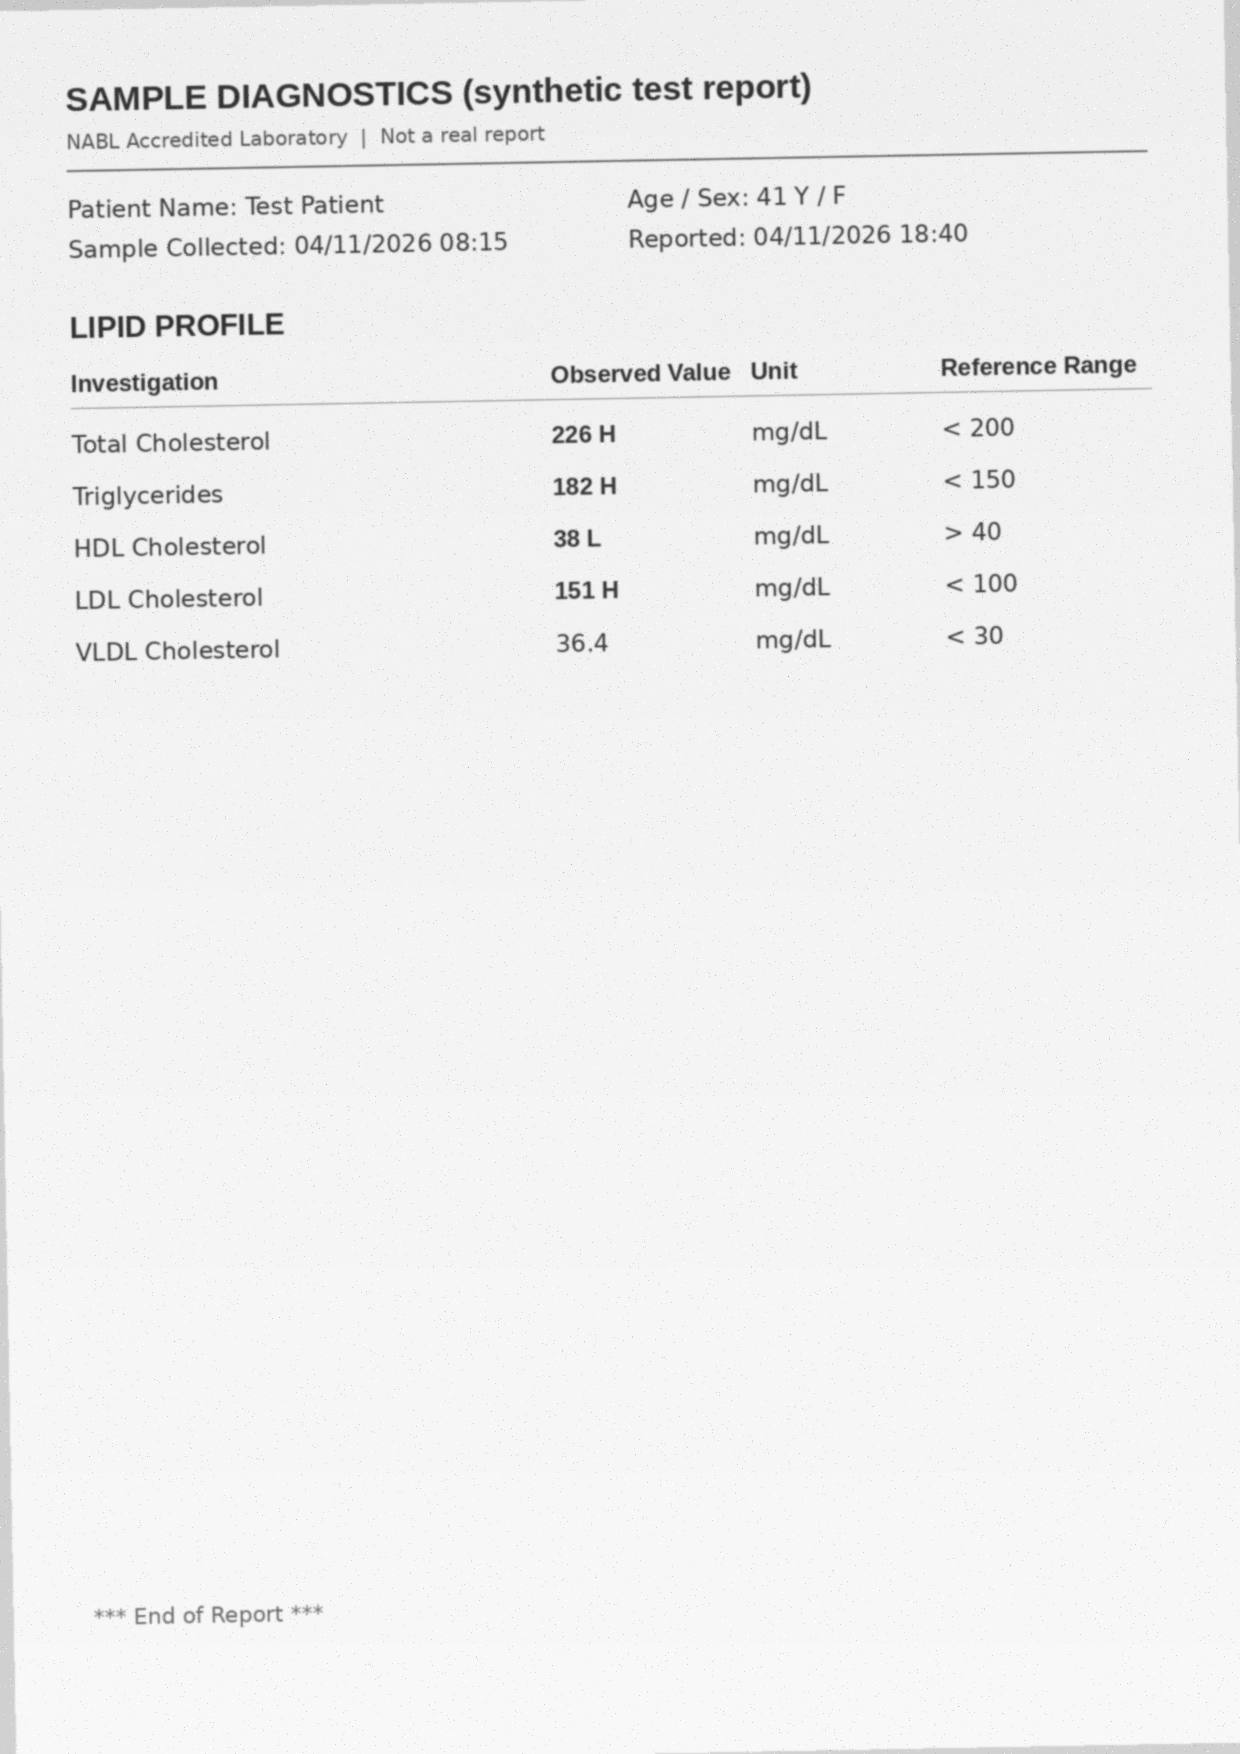 SAMPLE DIAGNOSTICS (synthetic test report)
NABL Accredited Laboratory | Not a real report
Patient Name: Test Patient Age / Sex: 41 Y / F
Sample Collected: 04/11/2026 08:15 Reported: 04/11/2026 18:40
LIPID PROFILE
Investigation Observed Value Unit Reference Range
Total Cholesterol 226 H mg/dL < 200
Triglycerides 182 H mg/dL < 150
HDL Cholesterol 38 L mg/dL > 40
LDL Cholesterol 151 H mg/dL < 100
VLDL Cholesterol 36.4 mg/dL < 30
*** End of Report ***